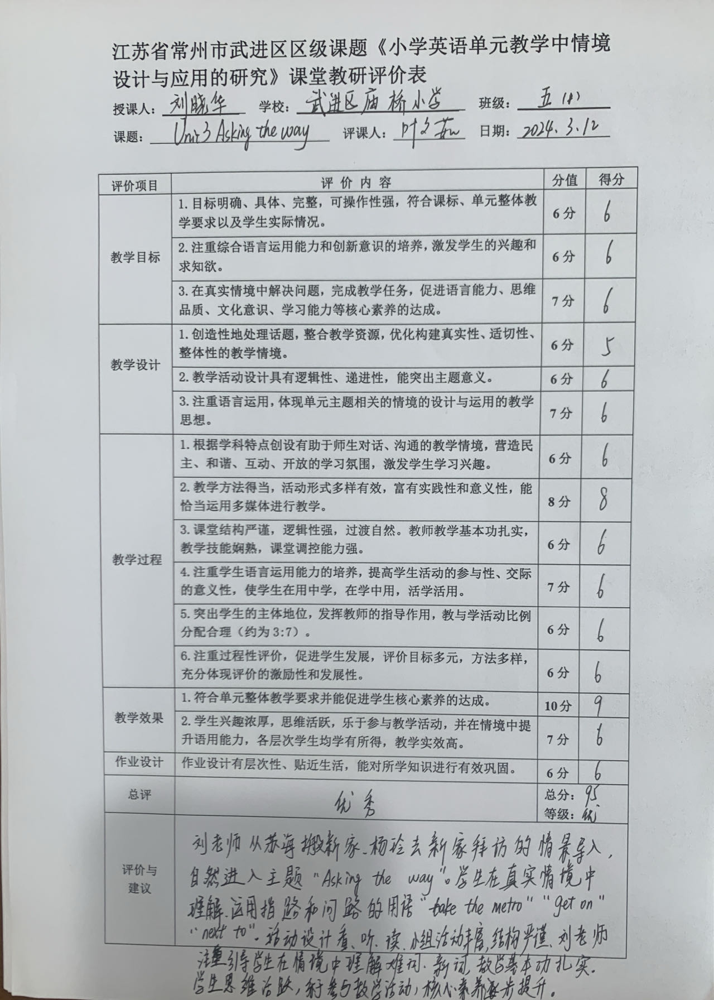 江苏省常州市武进区区级课题《小学英语单元教学中情境
设计与应用的研究》课堂教研评价表
授课人：刘晓华 学校：武进区庙桥小学 班级：五
课题：Unit3 Asking the way 评课人：叶文 日期：2024.3.12
评价项目 评价内容 分值 得分
教学目标
1.目标明确、具体、完整，可操作性强，符合课标、单元整体教
学要求以及学生实际情况。
6分 6
2.注重综合语言运用能力和创新意识的培养，激发学生的兴趣和
求知欲。
6分 6
3.在真实情境中解决问题，完成教学任务，促进语言能力、思维
品质、文化意识、学习能力等核心素养的达成。
7分 6
教学设计
1.创造性地处理话题，整合教学资源，优化构建真实性、适切性、
整体性的教学情境。
6分 5
2.教学活动设计具有逻辑性、递进性，能突出主题意义。 6分 6
3.注重语言运用，体现单元主题相关的情境的设计与运用的教学
思想。
7分 6
教学过程
1.根据学科特点创设有助于师生对话、沟通的教学情境，营造民
主、和谐、互动、开放的学习氛围，激发学生学习兴趣。
6分 6
2.教学方法得当，活动形式多样有效，富有实践性和意义性，能
恰当运用多媒体进行教学。
8分 8
3.课堂结构严谨，逻辑性强，过渡自然。教师教学基本功扎实，
教学技能娴熟，课堂调控能力强。
6分 6
4.注重学生语言运用能力的培养，提高学生活动的参与性、交际
的意义性，使学生在用中学，在学中用，活学活用。
7分 6
5.突出学生的主体地位，发挥教师的指导作用，教与学活动比例
分配合理（约为3:7）。
6分 6
6.注重过程性评价，促进学生发展，评价目标多元，方法多样，
充分体现评价的激励性和发展性。
6分 6
教学效果
1.符合单元整体教学要求并能促进学生核心素养的达成。 10分 9
2.学生兴趣浓厚，思维活跃，乐于参与教学活动，并在情境中提
升语用能力，各层次学生均学有所得，教学实效高。
7分 6
作业设计 作业设计有层次性、贴近生活，能对所学知识进行有效巩固。 6分 6
总评 优秀 总分：95
等级：优
评价与
建议
刘老师从苏海搬新家、杨玲去新家拜访的情景导入，
自然进入主题“Asking the way”。学生在真实情境中
理解、运用指路和问路的用语“take the metro”“get on”
“next to”。活动设计看、听、读、小组活动丰富，结构严谨、刘老师
注重引导学生在情境中理解难词、新词，教学基本功扎实。
学生思维活跃，乐于参与教学活动，核心素养逐步提升。